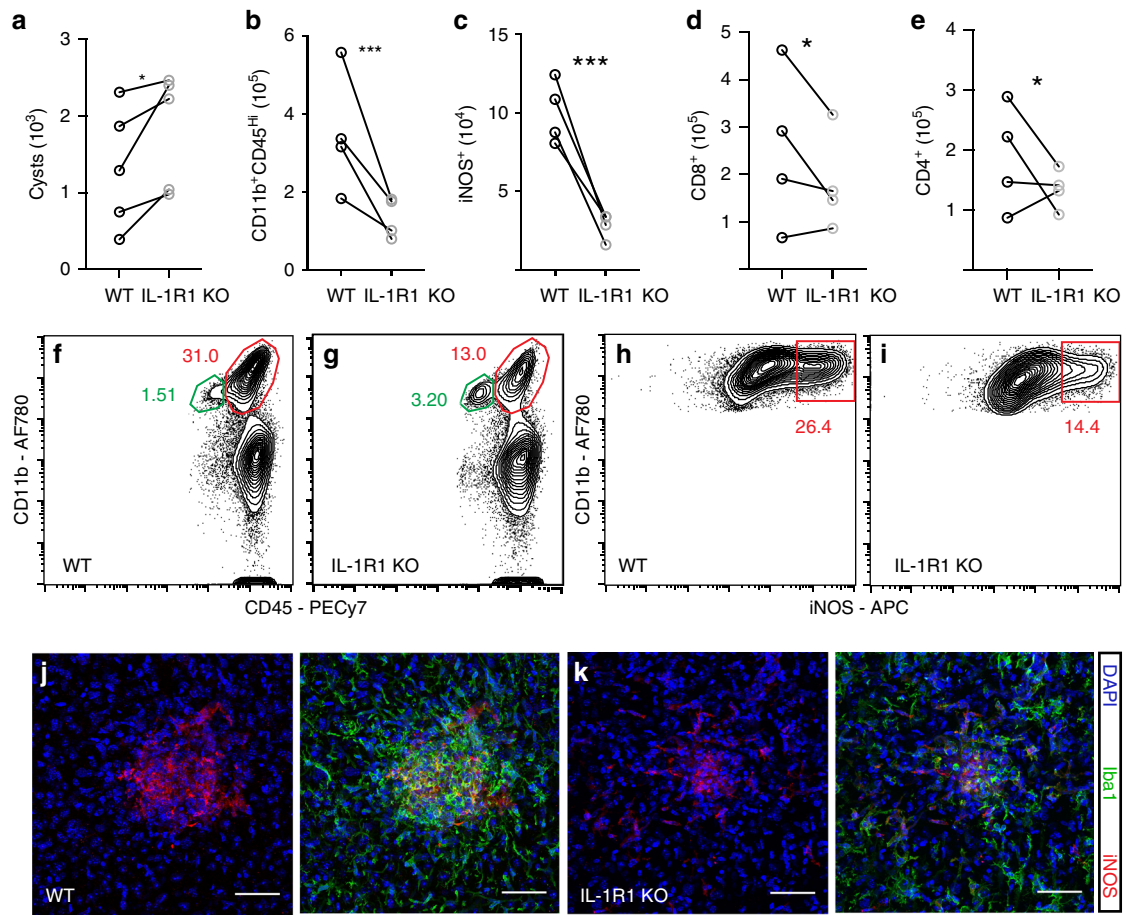 a
b
c
d
e
3
2
1
0
Cysts (10³)
*
WT IL-1R1 KO
6
4
2
0
CD11b⁺CD45ᴴⁱ (10⁵)
***
WT IL-1R1 KO
15
10
5
iNOS⁺ (10⁴)
***
WT IL-1R1 KO
5
4
3
2
1
CD8⁺ (10⁵)
*
WT IL-1R1 KO
4
3
2
1
CD4⁺ (10⁵)
*
WT IL-1R1 KO
f
31.0
1.51
WT
CD11b - AF780
g
13.0
3.20
IL-1R1 KO
CD45 - PECy7
h
26.4
WT
CD11b - AF780
i
14.4
IL-1R1 KO
iNOS - APC
j
WT
k
IL-1R1 KO
DAPI Iba1 iNOS